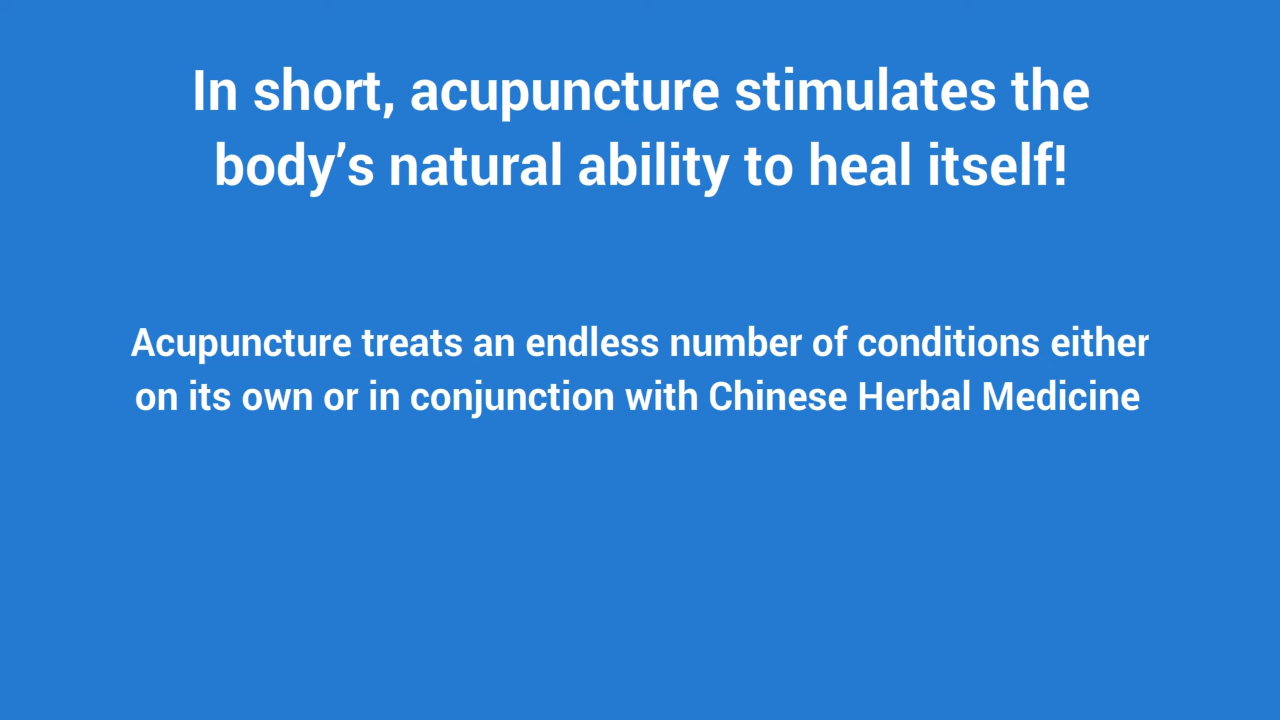 In short, acupuncture stimulates the
body’s natural ability to heal itself!
Acupuncture treats an endless number of conditions either
on its own or in conjunction with Chinese Herbal Medicine